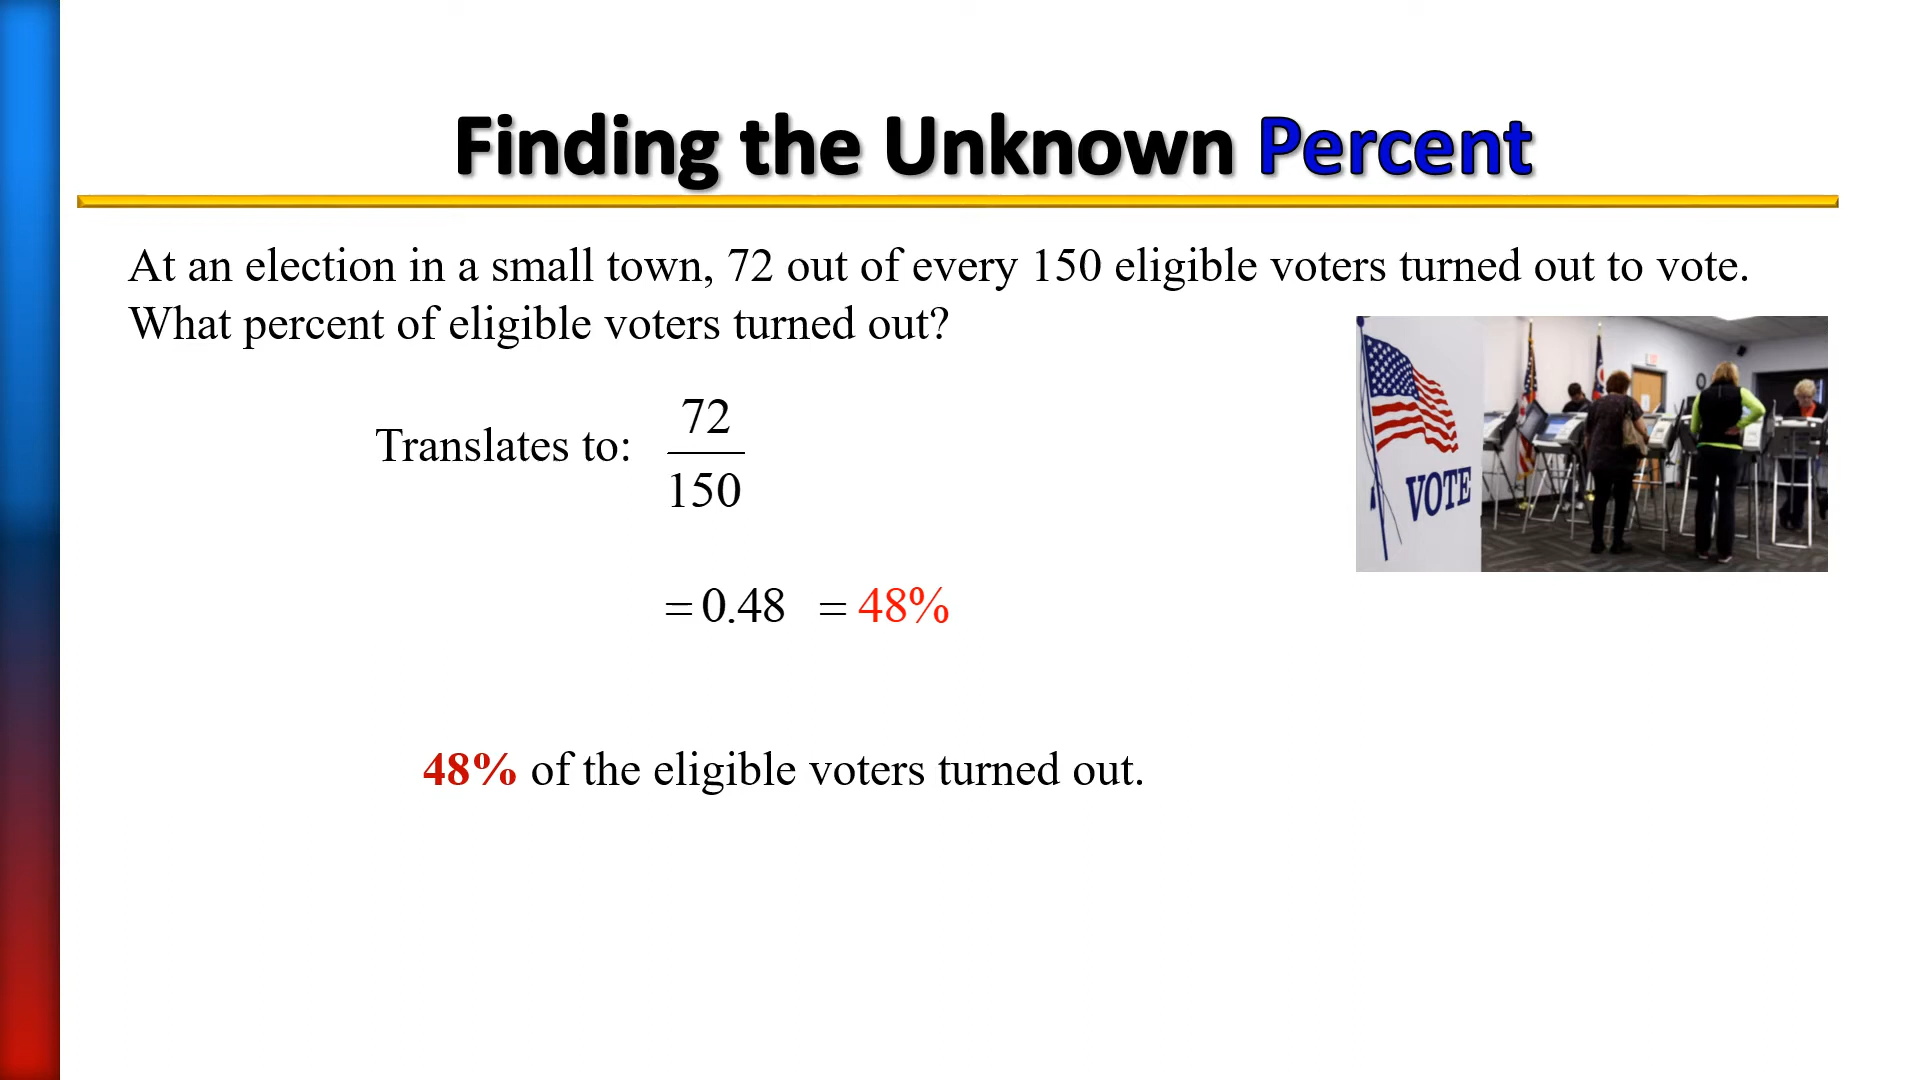 Finding the Unknown Percent
At an election in a small town, 72 out of every 150 eligible voters turned out to vote.
What percent of eligible voters turned out?
Translates to: 72/150
VOTE
= 0.48 = 48%
48% of the eligible voters turned out.